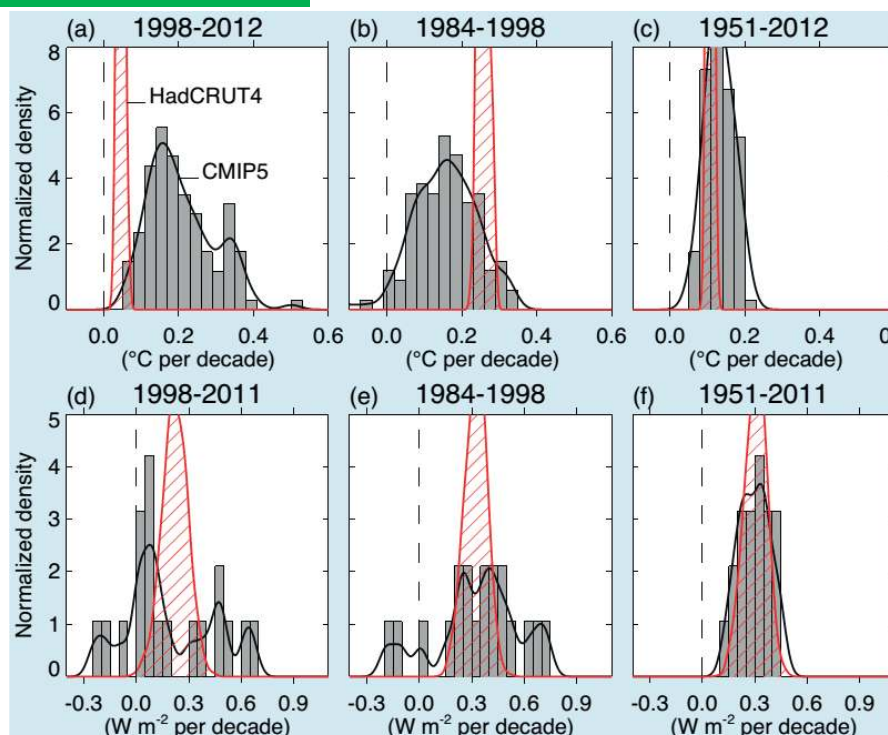 (a) 1998-2012
(b) 1984-1998
(c) 1951-2012
Normalized density
8
6
4
2
0
HadCRUT4
CMIP5
0.0 0.2 0.4 0.6
0.0 0.2 0.4 0.6
0.0 0.2 0.4
(°C per decade)
(°C per decade)
(°C per decade)
(d) 1998-2011
(e) 1984-1998
(f) 1951-2011
Normalized density
5
4
3
2
1
0
-0.3 0.0 0.3 0.6 0.9
-0.3 0.0 0.3 0.6 0.9
-0.3 0.0 0.3 0.6 0.9
(W m⁻² per decade)
(W m⁻² per decade)
(W m⁻² per decade)